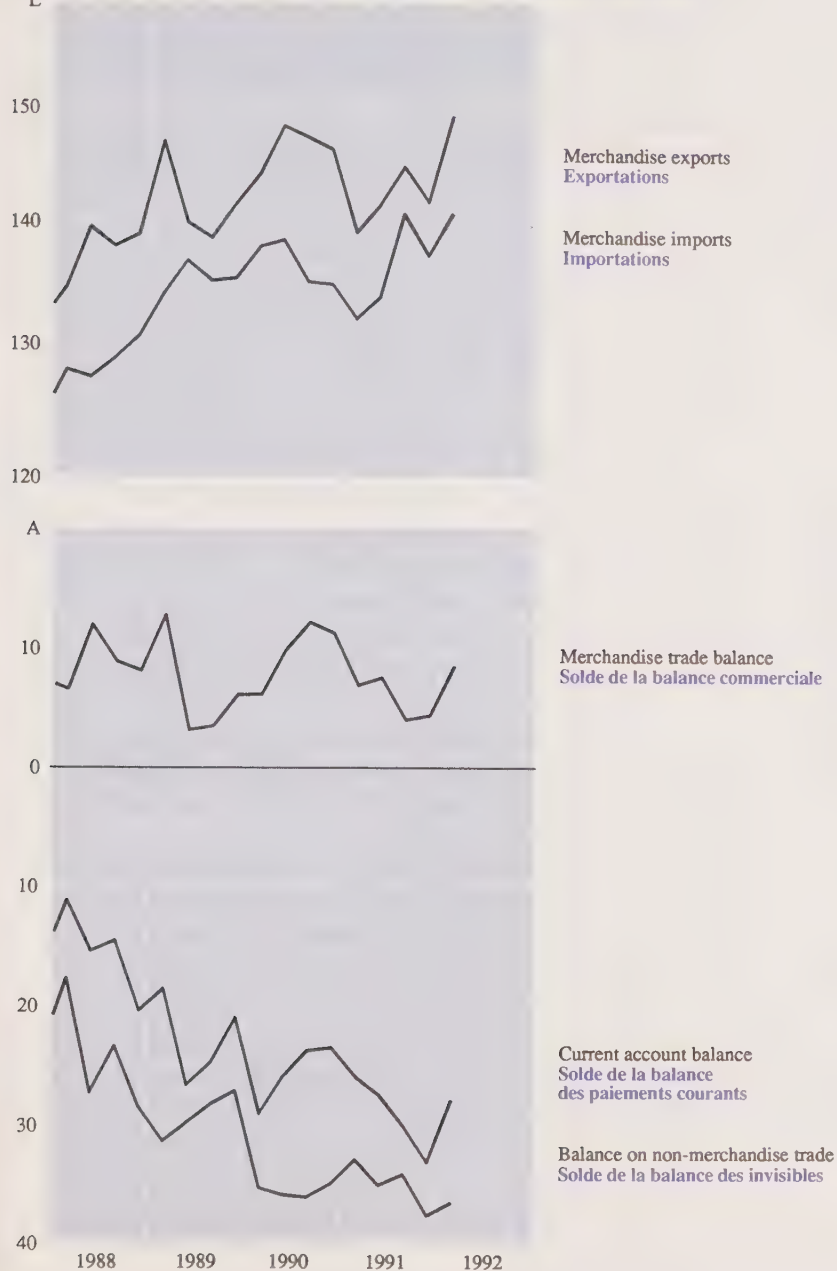 150
140
130
120
Merchandise exports
Exportations
Merchandise imports
Importations
A
10
0
10
20
30
40
Merchandise trade balance
Solde de la balance commerciale
Current account balance
Solde de la balance
des paiements courants
Balance on non-merchandise trade
Solde de la balance des invisibles
1988 1989 1990 1991 1992